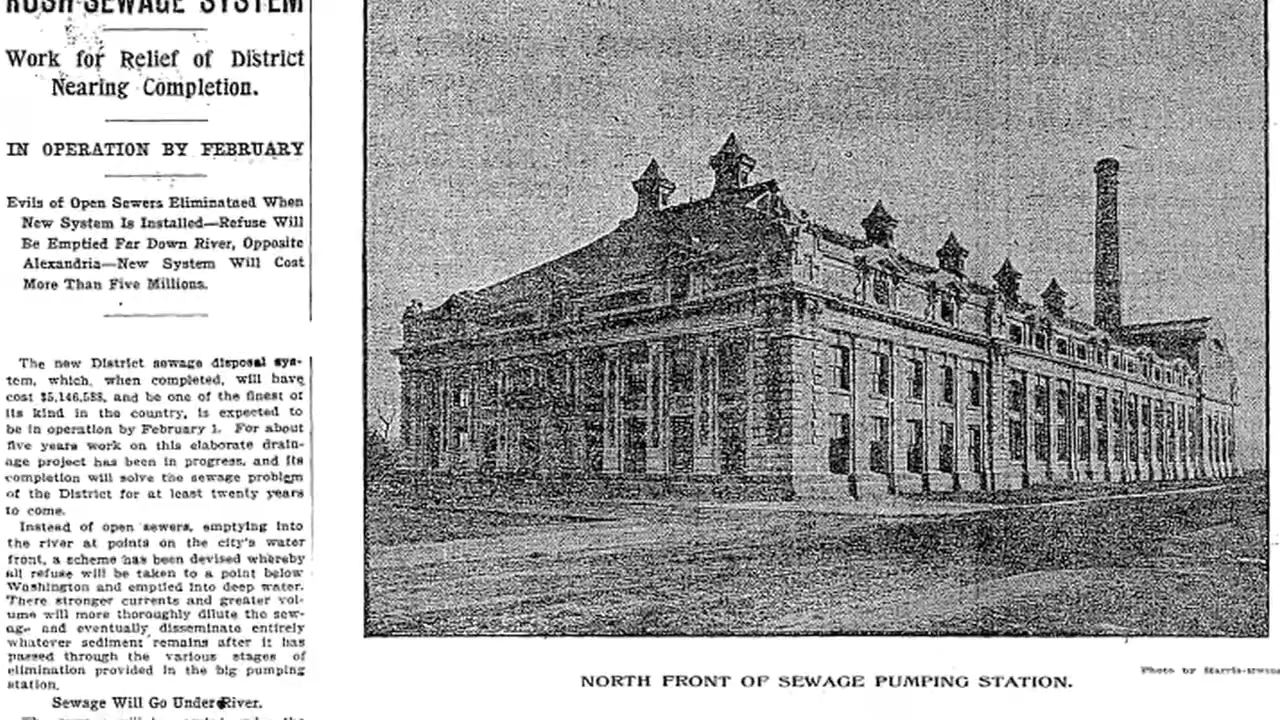 RUSH SEWAGE SYSTEM
Work for Relief of District
Nearing Completion.
IN OPERATION BY FEBRUARY
Evils of Open Sewers Eliminatned When
New System Is Installed—Refuse Will
Be Emptied Far Down River, Opposite
Alexandria—New System Will Cost
More Than Five Millions.
The new District sewage disposal sys-
tem, which, when completed, will have
cost $5,146,588, and be one of the finest of
its kind in the country, is expected to
be in operation by February 1. For about
five years work on this elaborate drain-
age project has been in progress, and its
completion will solve the sewage problem
of the District for at least twenty years
to come.
Instead of open sewers, emptying into
the river at points on the city's water
front, a scheme has been devised whereby
all refuse will be taken to a point below
Washington and emptied into deep water.
There stronger currents and greater vol-
ume will more thoroughly dilute the sew-
age and eventually disseminate entirely
whatever sediment remains after it has
passed through the various stages of
elimination provided in the big pumping
station.
Sewage Will Go Under River.
NORTH FRONT OF SEWAGE PUMPING STATION.
Photo by